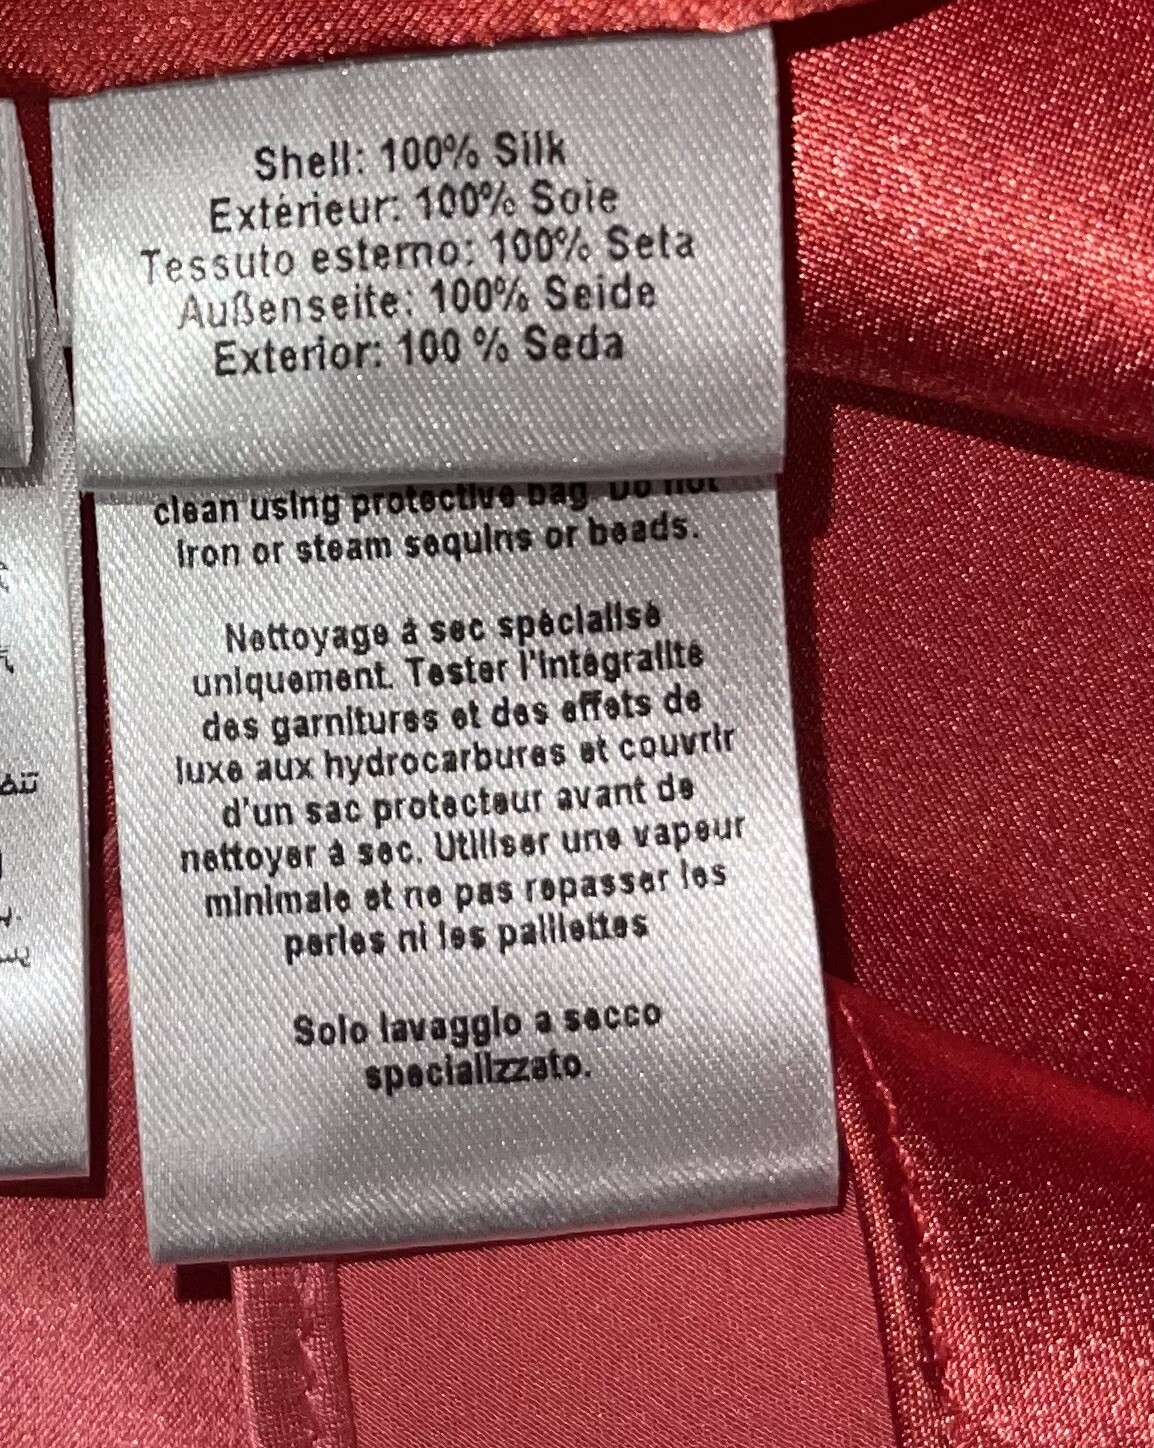 Shell: 100% Silk
Extérieur: 100% Soie
Tessuto esterno: 100% Seta
Außenseite: 100% Seide
Exterior: 100 % Seda
clean using protective bag. Do not
iron or steam sequins or beads.
Nettoyage à sec spécialisé
uniquement. Tester l'intégralité
des garnitures et des effets de
luxe aux hydrocarbures et couvrir
d'un sac protecteur avant de
nettoyer à sec. Utiliser une vapeur
minimale et ne pas repasser les
perles ni les paillettes
Solo lavaggio a secco
specializzato.